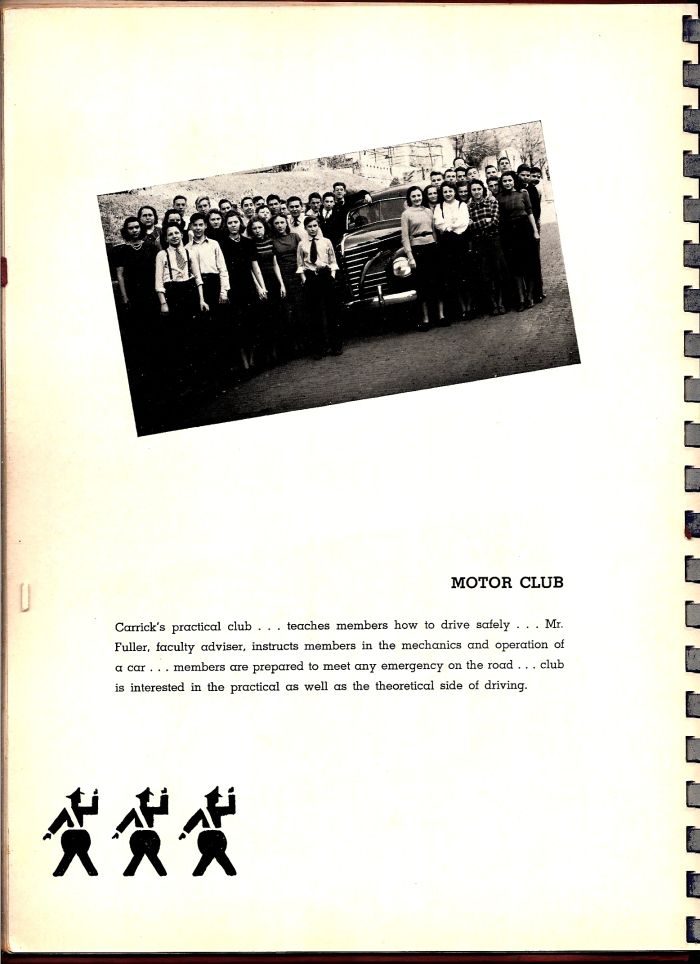 MOTOR CLUB
Carrick's practical club . . . teaches members how to drive safely . . . Mr.
Fuller, faculty adviser, instructs members in the mechanics and operation of
a car . . . members are prepared to meet any emergency on the road . . . club
is interested in the practical as well as the theoretical side of driving.